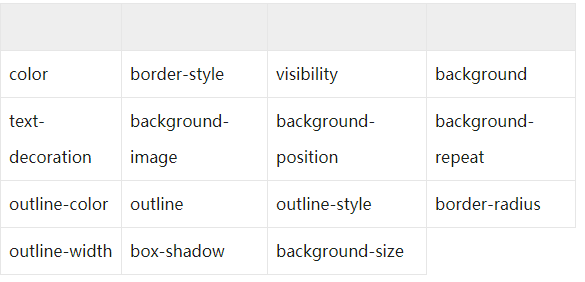 color border-style visibility background
text- background- background- background-
decoration image position repeat
outline-color outline outline-style border-radius
outline-width box-shadow background-size